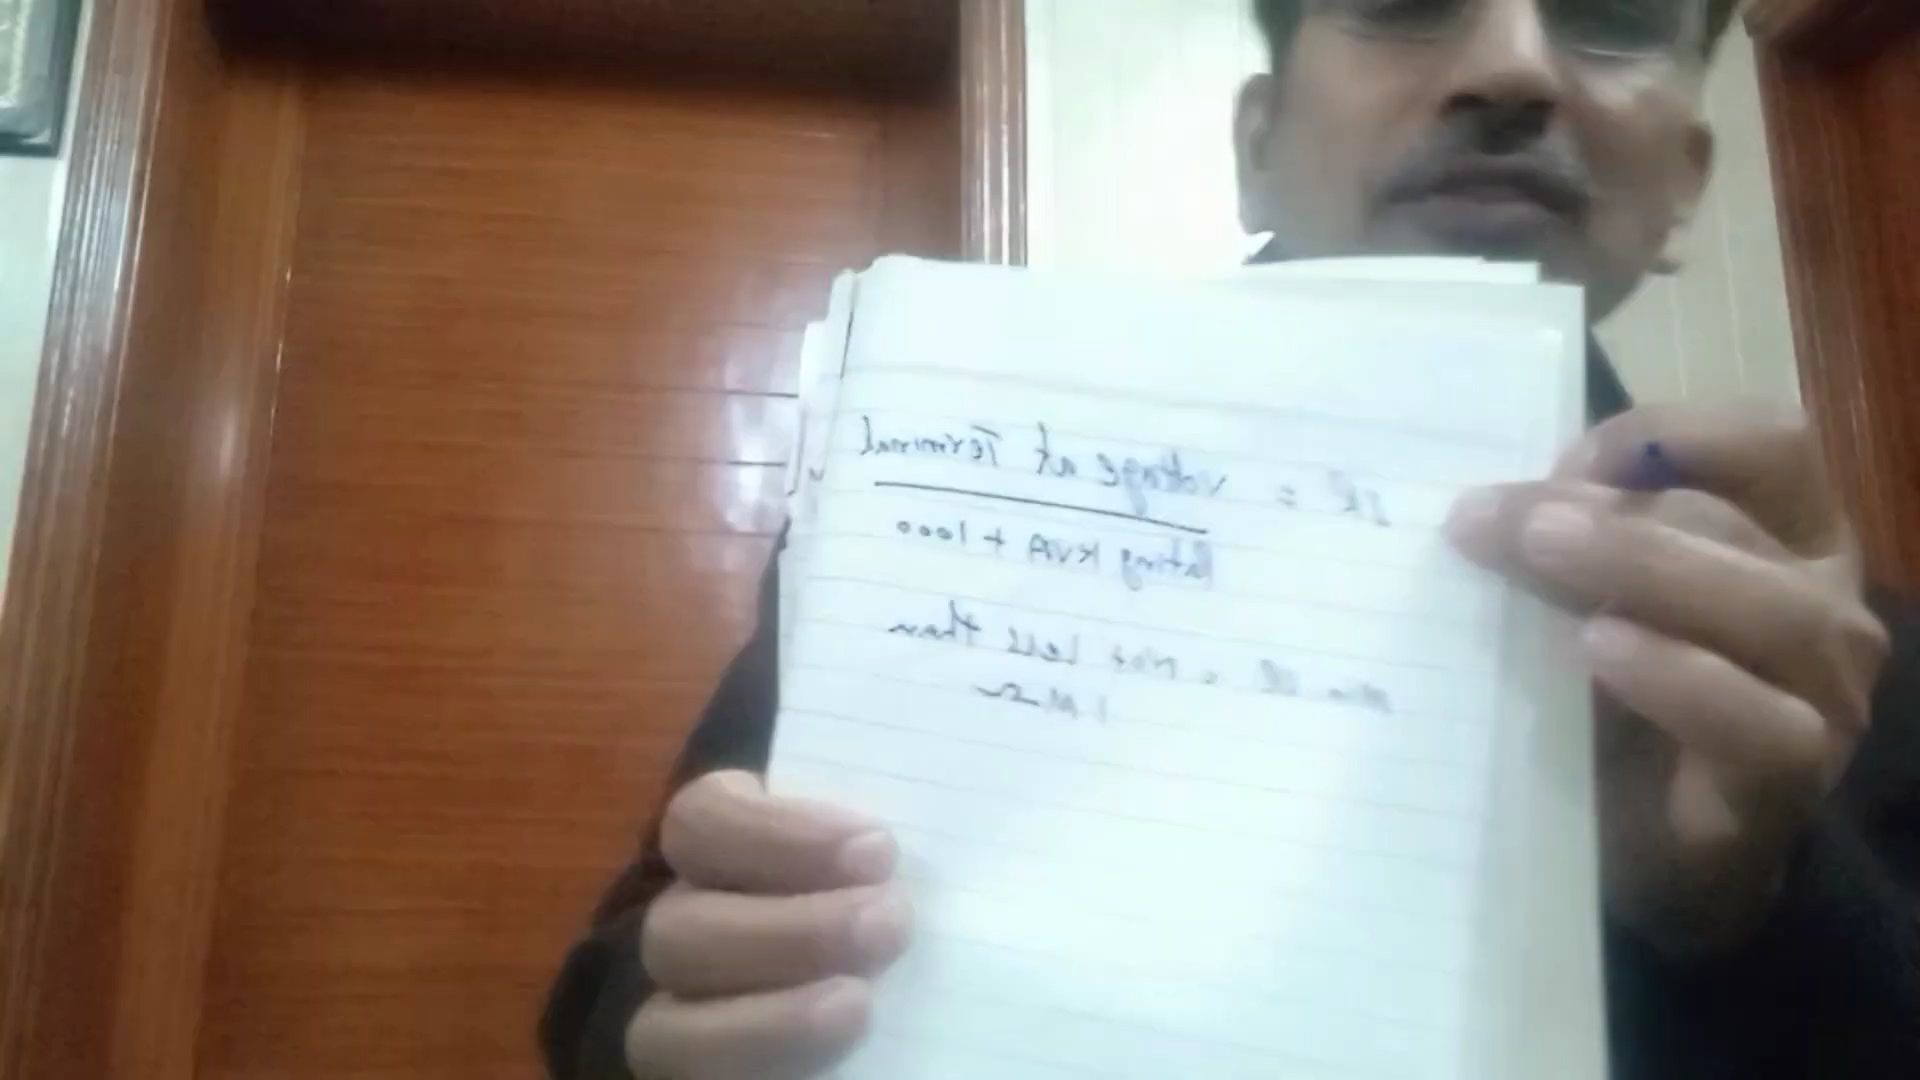 IR = Voltage at Terminal
Rating KVA + 1000
Min IR = Not Less than
1 MΩ